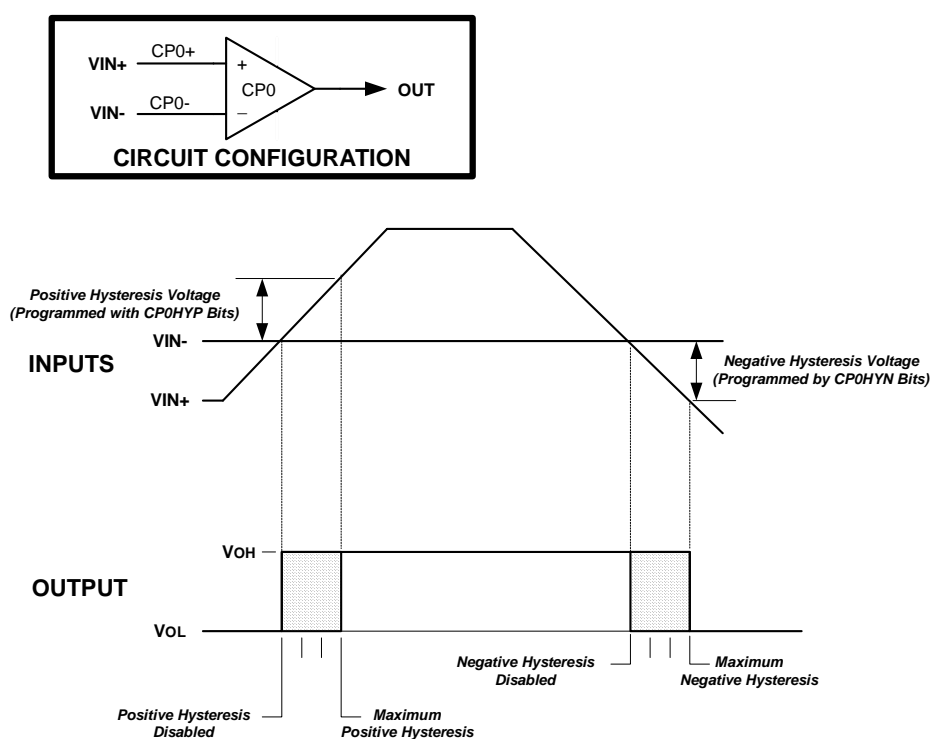 VIN+
CP0+
+
CP0
OUT
VIN-
CP0-
−
CIRCUIT CONFIGURATION
Positive Hysteresis Voltage
(Programmed with CP0HYP Bits)
VIN-
INPUTS
VIN+
Negative Hysteresis Voltage
(Programmed by CP0HYN Bits)
VOH
OUTPUT
VOL
Negative Hysteresis
Disabled
Maximum
Negative Hysteresis
Positive Hysteresis
Disabled
Maximum
Positive Hysteresis